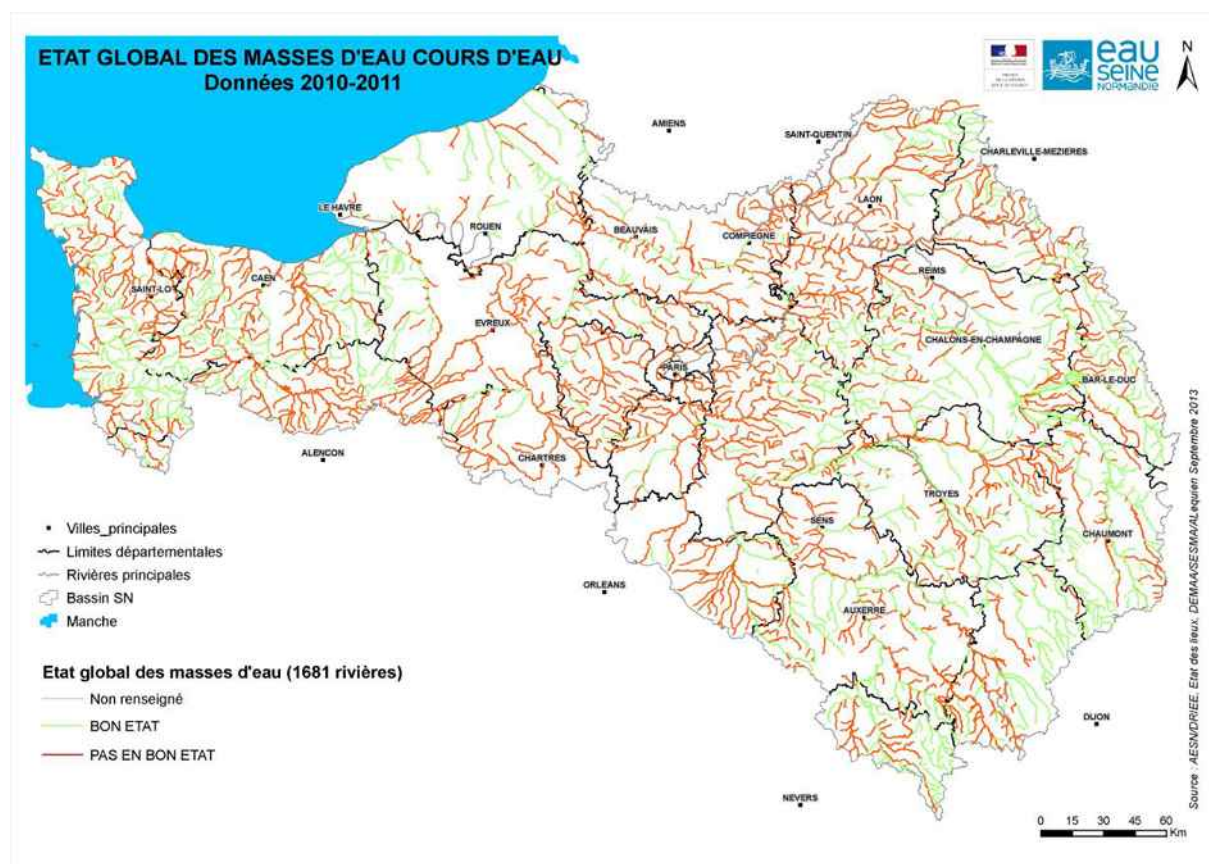 ETAT GLOBAL DES MASSES D'EAU COURS D'EAU
Données 2010-2011
eau
SEINE
NORMANDIE
N
AMIENS
SAINT-QUENTIN
CHARLEVILLE-MEZIERES
LAON
LE HAVRE
ROUEN
BEAUVAIS
COMPIEGNE
REIMS
SAINT-LO
CAEN
EVREUX
CHALONS-EN-CHAMPAGNE
PARIS
BAR-LE-DUC
ALENCON
CHARTRES
TROYES
SENS
CHAUMONT
ORLEANS
AUXERRE
DIJON
NEVERS
Villes_principales
Limites départementales
Rivières principales
Bassin SN
Manche
Etat global des masses d'eau (1681 rivières)
Non renseigné
BON ETAT
PAS EN BON ETAT
0 15 30 45 60
Km
Source : AESN/DRIEE, Etat des lieux, DEMAA/SESMA/ALequien Septembre 2013